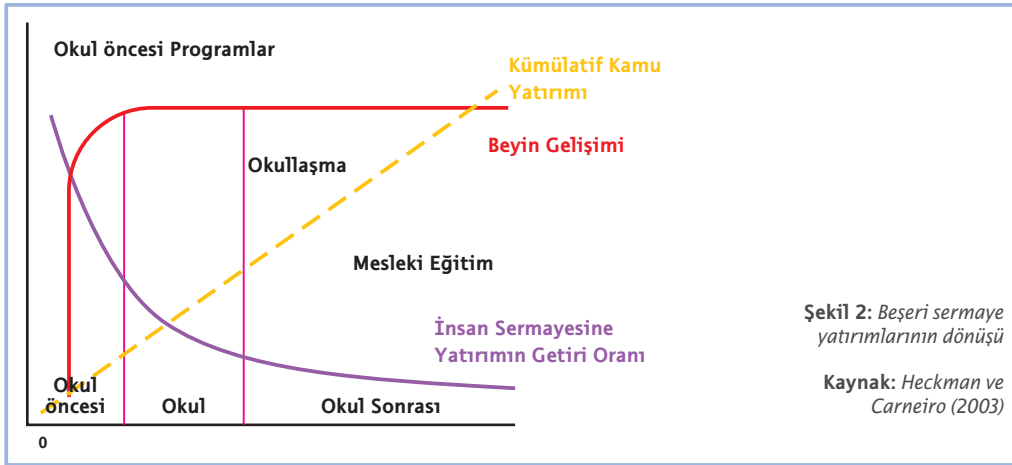 Okul öncesi Programlar
Kümülatif Kamu
Yatırımı
Beyin Gelişimi
Okullaşma
Mesleki Eğitim
İnsan Sermayesine
Yatırımın Getiri Oranı
Okul
öncesi
Okul
Okul Sonrası
0
Şekil 2: Beşeri sermaye
yatırımlarının dönüşü
Kaynak: Heckman ve
Carneiro (2003)